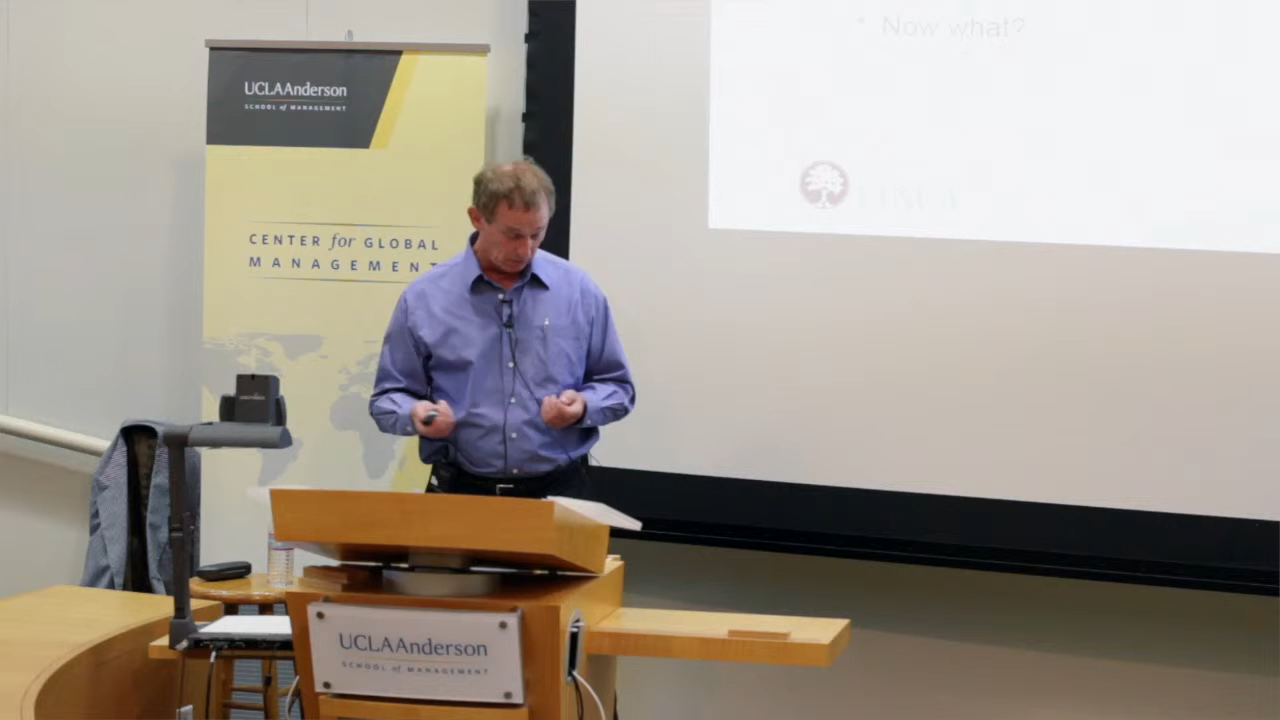 UCLAAnderson
SCHOOL of MANAGEMENT
CENTER for GLOBAL
MANAGEMENT
* Now what?
UCLAAnderson
SCHOOL of MANAGEMENT